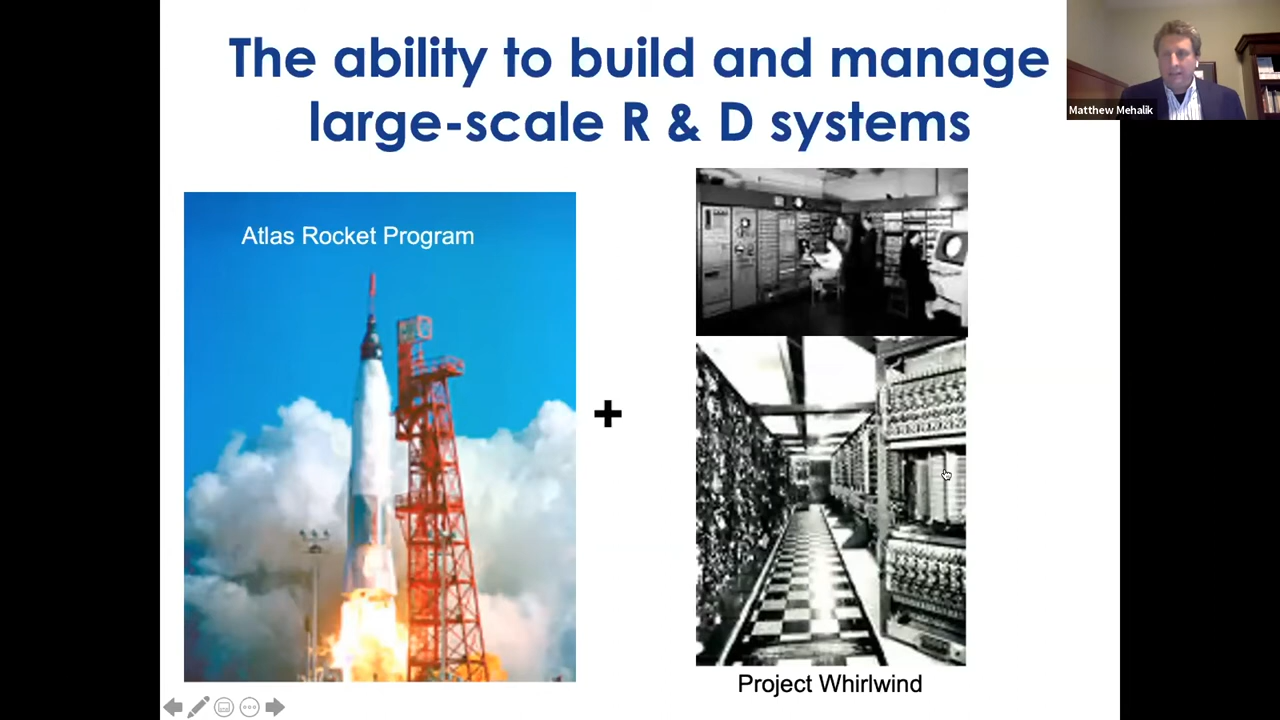 The ability to build and manage
large-scale R & D systems
Matthew Mehalik
Atlas Rocket Program
+
Project Whirlwind